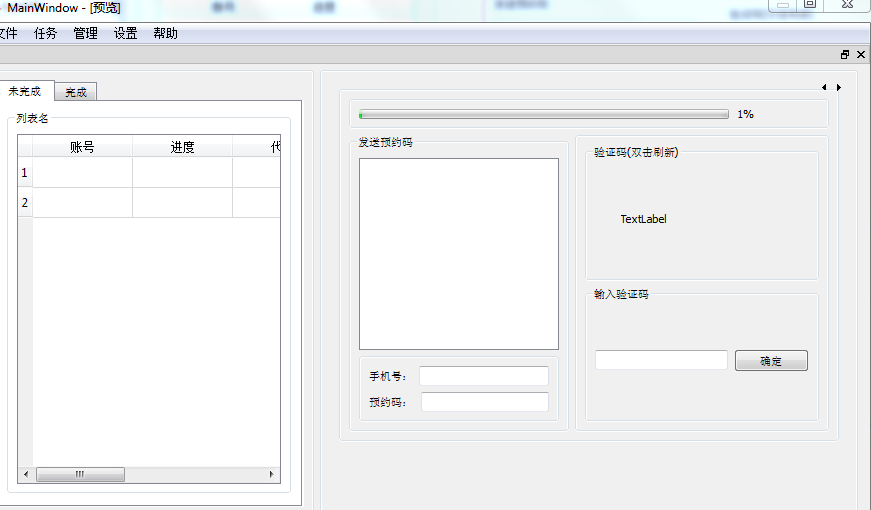 MainWindow - [预览]
文件 任务 管理 设置 帮助
未完成 完成
列表名
账号 进度
1
2
1%
发送预约码
手机号:
预约码:
验证码(双击刷新)
TextLabel
输入验证码
确定